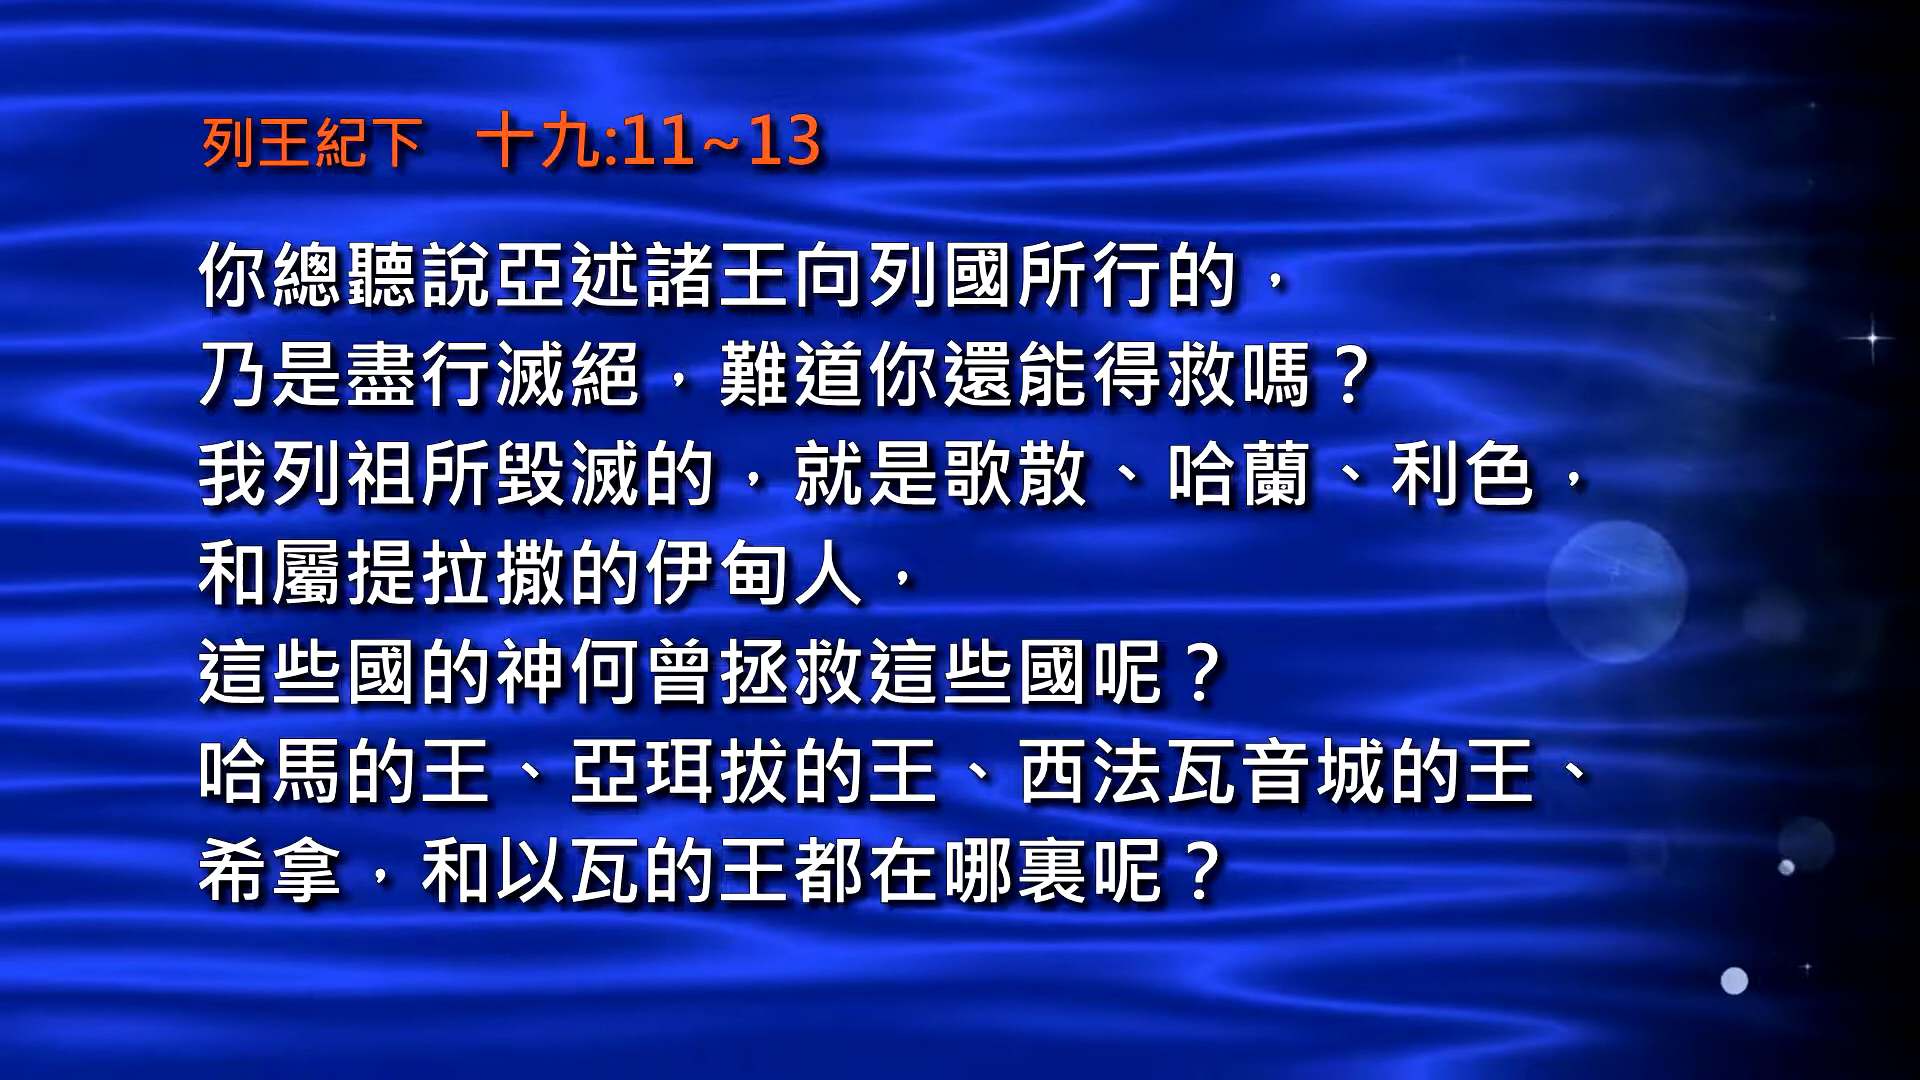 列王紀下 十九:11~13
你總聽說亞述諸王向列國所行的，
乃是盡行滅絕，難道你還能得救嗎？
我列祖所毀滅的，就是歌散、哈蘭、利色，
和屬提拉撒的伊甸人，
這些國的神何曾拯救這些國呢？
哈馬的王、亞珥拔的王、西法瓦音城的王、
希拿，和以瓦的王都在哪裏呢？